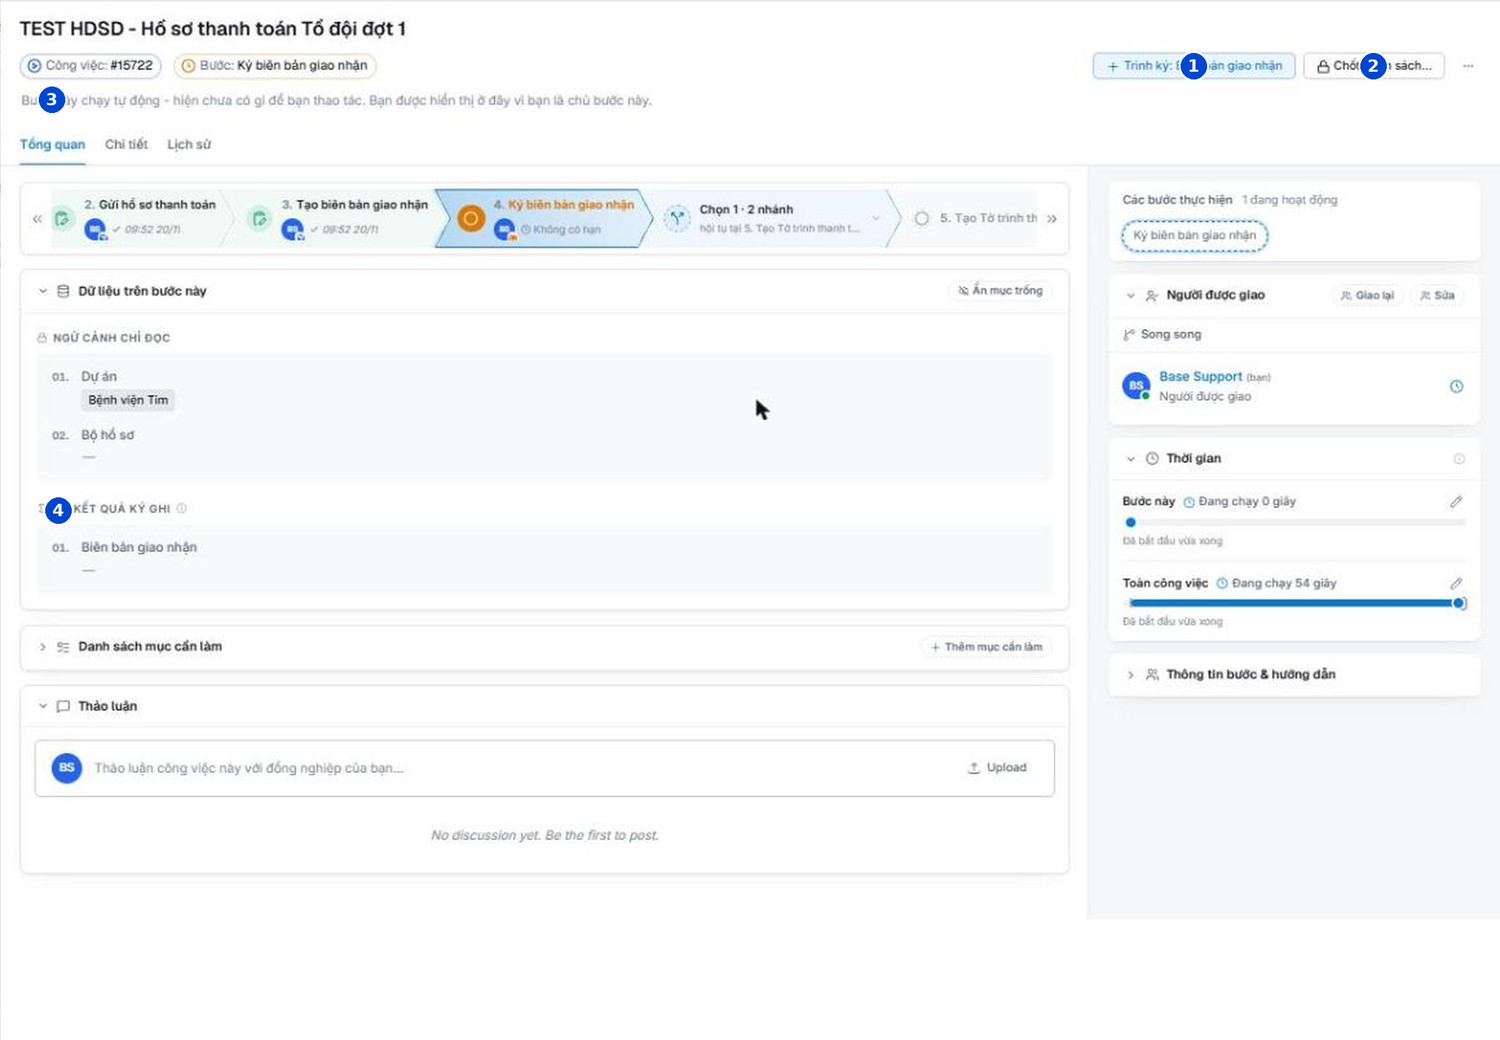 TEST HDSD - Hồ sơ thanh toán Tổ đội đợt 1
Công việc: #15722
Bước: Ký biên bản giao nhận
+ Trình ký: 1 bản giao nhận
2 sách...
3 chạy tự động - hiện chưa có gì để bạn thao tác. Bạn được hiển thị ở đây vì bạn là chủ bước này.
Tổng quan
Chi tiết
Lịch sử
2. Gửi hồ sơ thanh toán
BS 09:52 20/11
3. Tạo biên bản giao nhận
BS 09:52 20/11
4. Ký biên bản giao nhận
BS Không có hạn
Chọn 1 · 2 nhánh
hội tụ tại 5. Tạo Tờ trình thanh t...
5. Tạo Tờ trình th
Dữ liệu trên bước này
Ẩn mục trống
NGỮ CẢNH CHỈ ĐỌC
01. Dự án
Bệnh viện Tim
02. Bộ hồ sơ
—
4 KẾT QUẢ KÝ GHI
01. Biên bản giao nhận
—
Danh sách mục cần làm
+ Thêm mục cần làm
Thảo luận
BS Thảo luận công việc này với đồng nghiệp của bạn...
Upload
No discussion yet. Be the first to post.
Các bước thực hiện 1 đang hoạt động
Ký biên bản giao nhận
Người được giao
Giao lại
Sửa
Song song
BS Base Support (bạn)
Người được giao
Thời gian
Bước này Đang chạy 0 giây
Đã bắt đầu vừa xong
Toàn công việc Đang chạy 54 giây
Đã bắt đầu vừa xong
Thông tin bước & hướng dẫn